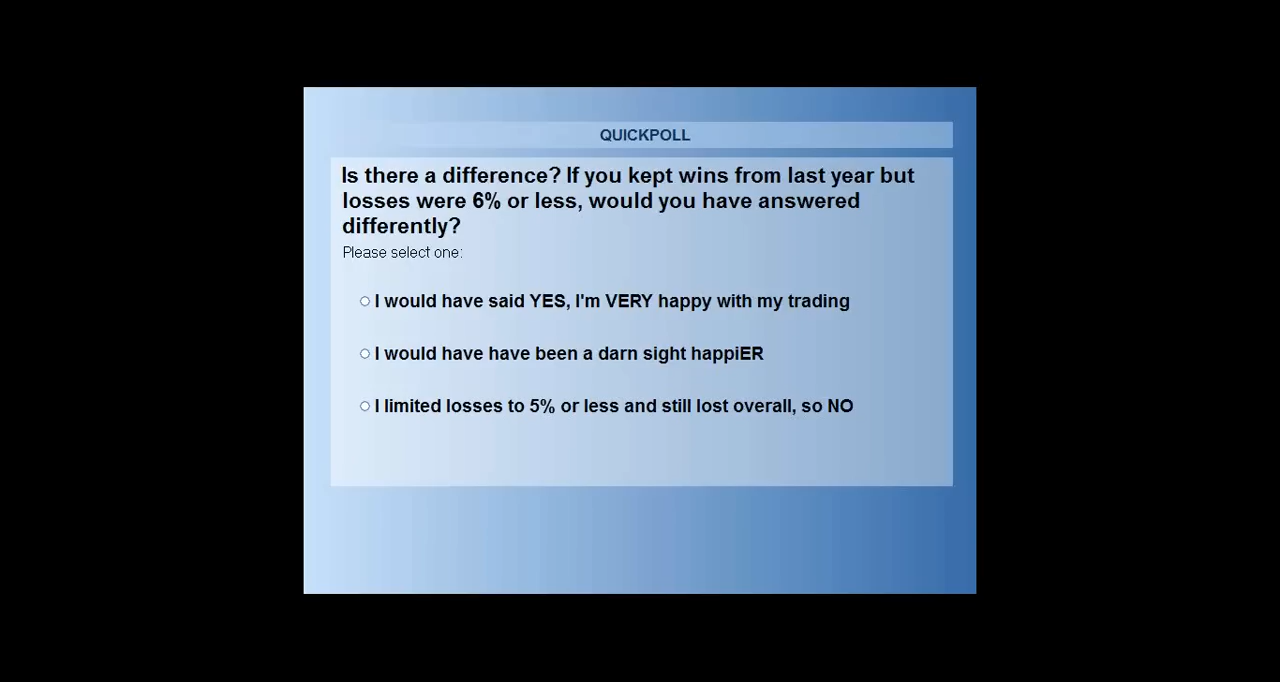 QUICKPOLL
Is there a difference? If you kept wins from last year but
losses were 6% or less, would you have answered
differently?
Please select one:
I would have said YES, I'm VERY happy with my trading
I would have have been a darn sight happiER
I limited losses to 5% or less and still lost overall, so NO